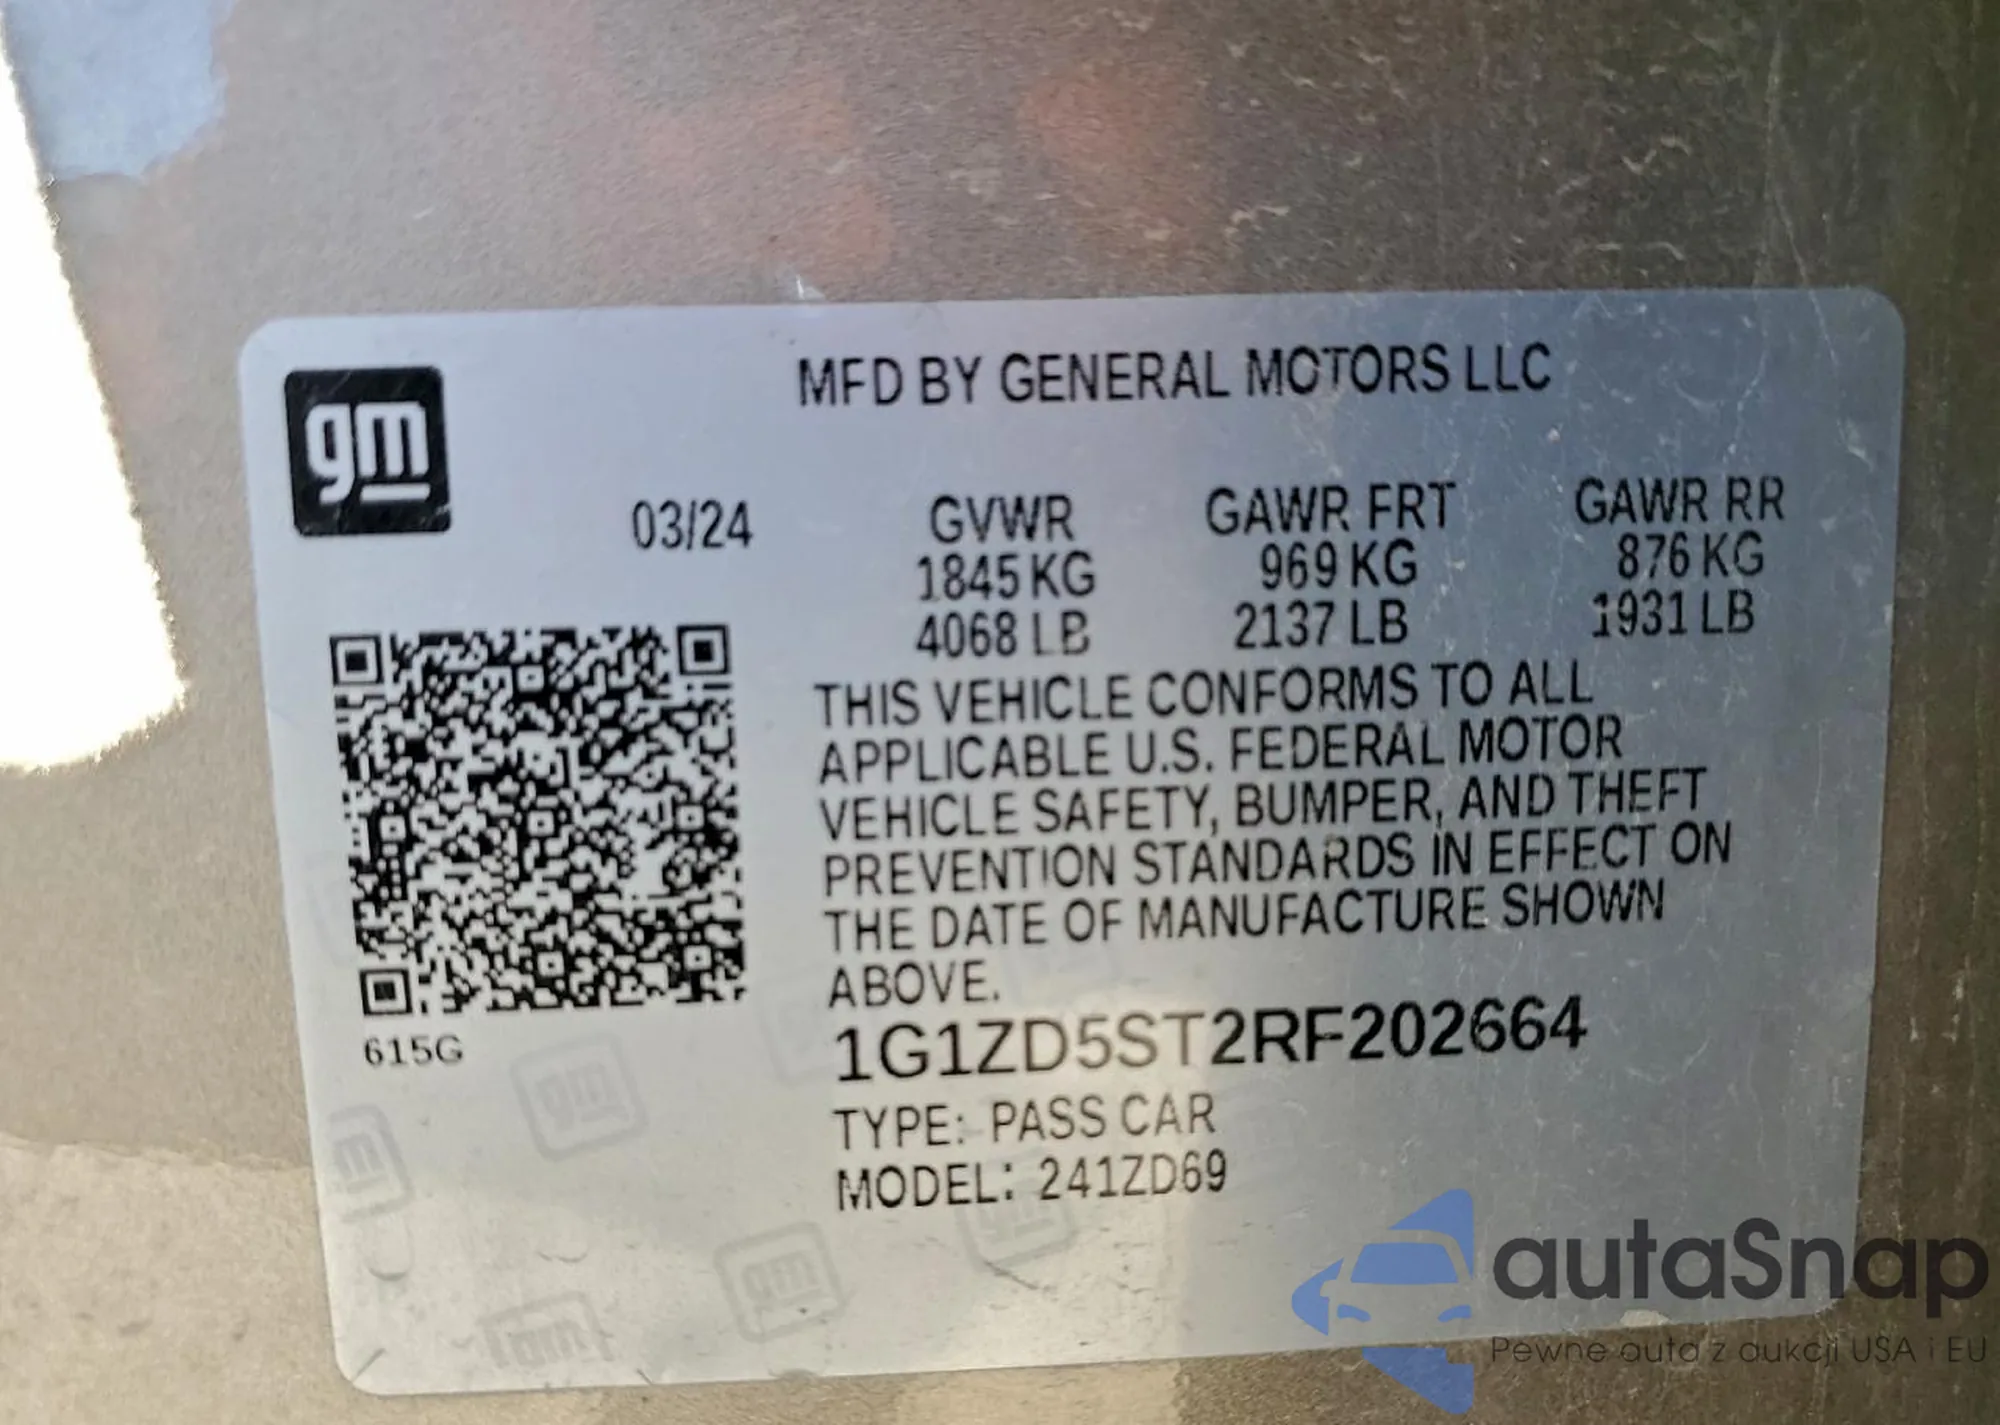 gm
MFD BY GENERAL MOTORS LLC
03/24 GVWR GAWR FRT GAWR RR
1845 KG 969 KG 876 KG
4068 LB 2137 LB 1931 LB
THIS VEHICLE CONFORMS TO ALL
APPLICABLE U.S. FEDERAL MOTOR
VEHICLE SAFETY, BUMPER, AND THEFT
PREVENTION STANDARDS IN EFFECT ON
THE DATE OF MANUFACTURE SHOWN
ABOVE.
615G
1G1ZD5ST2RF202664
TYPE: PASS CAR
MODEL: 241ZD69
autaSnap
Pewne auta z aukcji USA i EU